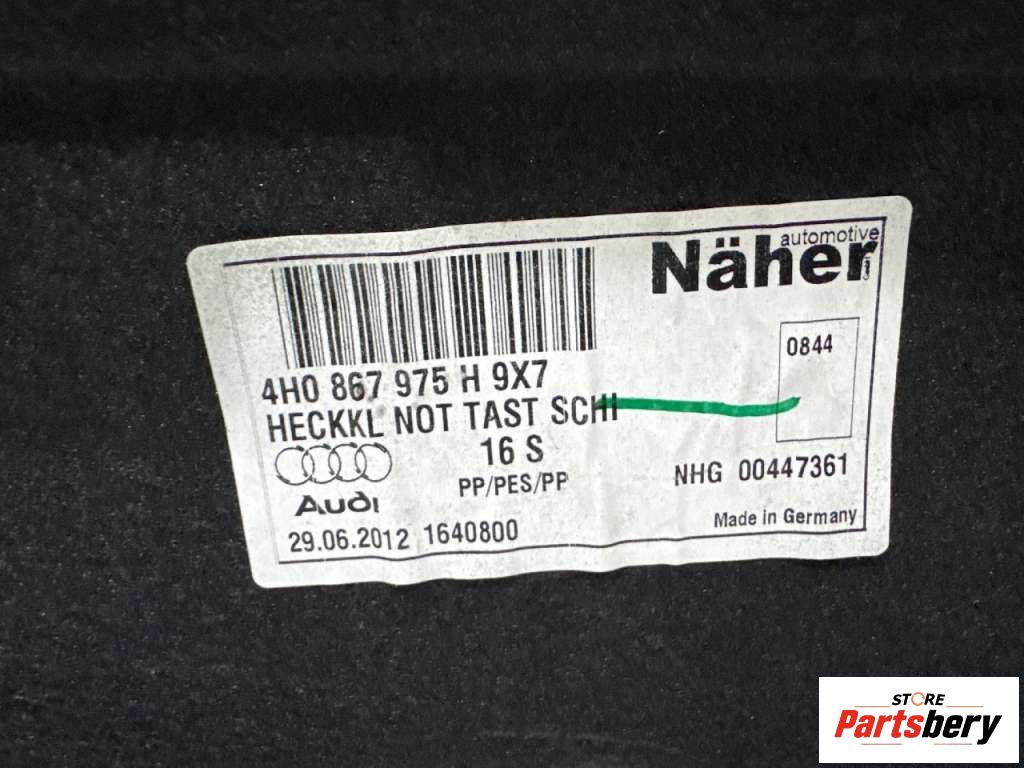 automotive
Näher
0844
4H0 867 975 H 9X7
HECKKL NOT TAST SCHI
16 S
PP/PES/PP
NHG 00447361
Audi
29.06.2012 1640800
Made in Germany
STORE
Partsbery